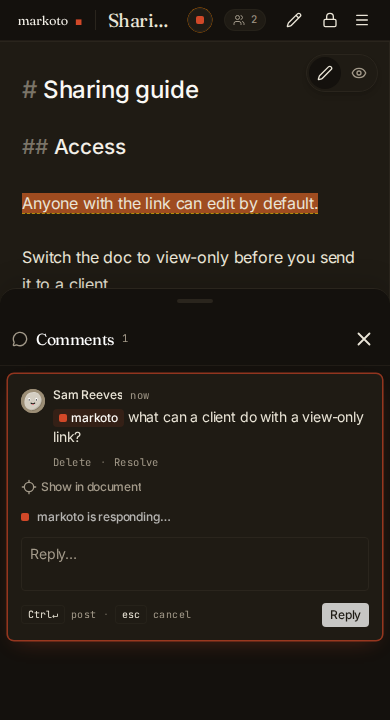 markoto Shari... 2
# Sharing guide
## Access
Anyone with the link can edit by default.
Switch the doc to view-only before you send
it to a client
Comments 1
Sam Reeves now
markoto what can a client do with a view-only
link?
Delete · Resolve
Show in document
markoto is responding...
Reply...
Ctrl↵ post · esc cancel
Reply